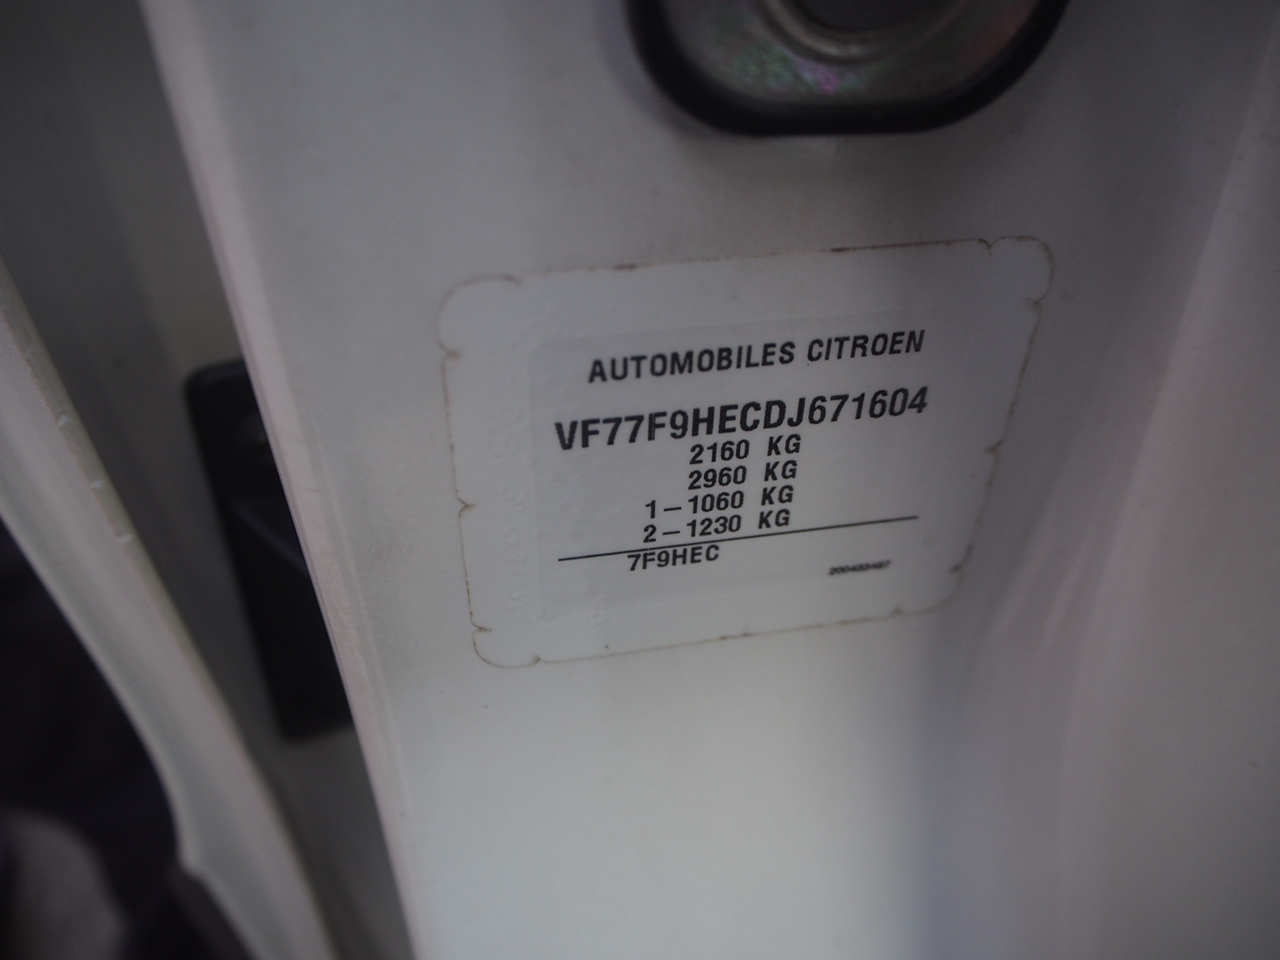 AUTOMOBILES CITROEN
VF77F9HECDJ671604
2160 KG
2960 KG
1-1060 KG
2-1230 KG
7F9HEC